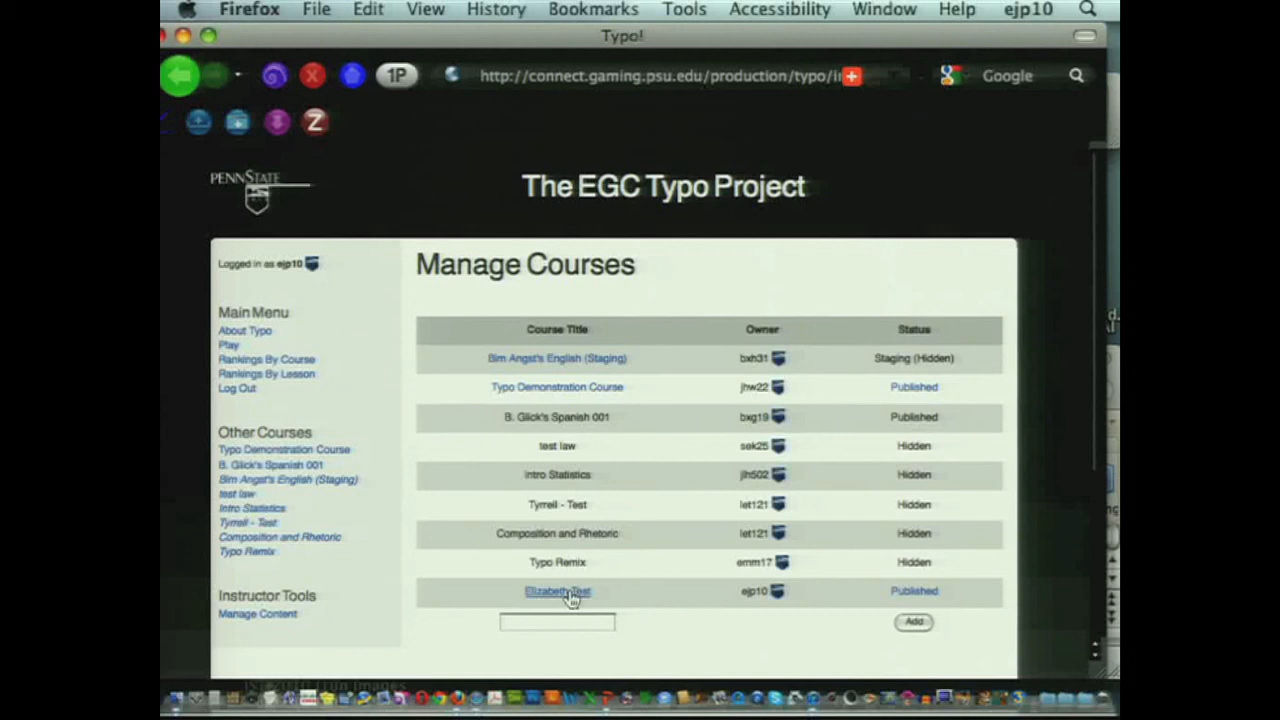 Firefox File Edit View History Bookmarks Tools Accessibility Window Help ejp10
Typo!
1P http://connect.gaming.psu.edu/production/typo/i Google
Z
PENNSTATE
The EGC Typo Project
Logged in as ejp10
Main Menu
About Typo
Play
Rankings By Course
Rankings By Lesson
Log Out
Other Courses
Typo Demonstration Course
B. Glick's Spanish 001
Bim Angst's English (Staging)
test law
Intro Statistics
Tyrrell - Test
Composition and Rhetoric
Typo Remix
Instructor Tools
Manage Content
Manage Courses
Course Title Owner Status
Bim Angst's English (Staging) bxh31 Staging (Hidden)
Typo Demonstration Course jhw22 Published
B. Glick's Spanish 001 bxg19 Published
test law sek25 Hidden
Intro Statistics jlh502 Hidden
Tyrrell - Test let121 Hidden
Composition and Rhetoric let121 Hidden
Typo Remix emm17 Hidden
Elizabeth Test ejp10 Published
Add